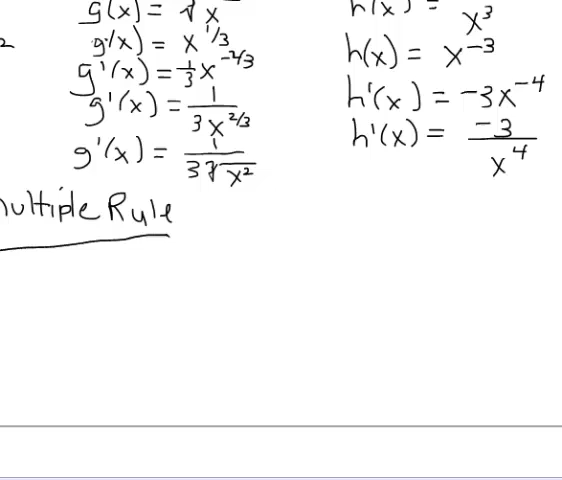 g(x) = ∛x
g(x) = x^1/3
g'(x) = 1/3 x^-2/3
g'(x) = 1/(3x^2/3)
g'(x) = 1/(3∛x²)
x³
h(x) = x^-3
h'(x) = -3x^-4
h'(x) = -3/x^4
ultiple Rule